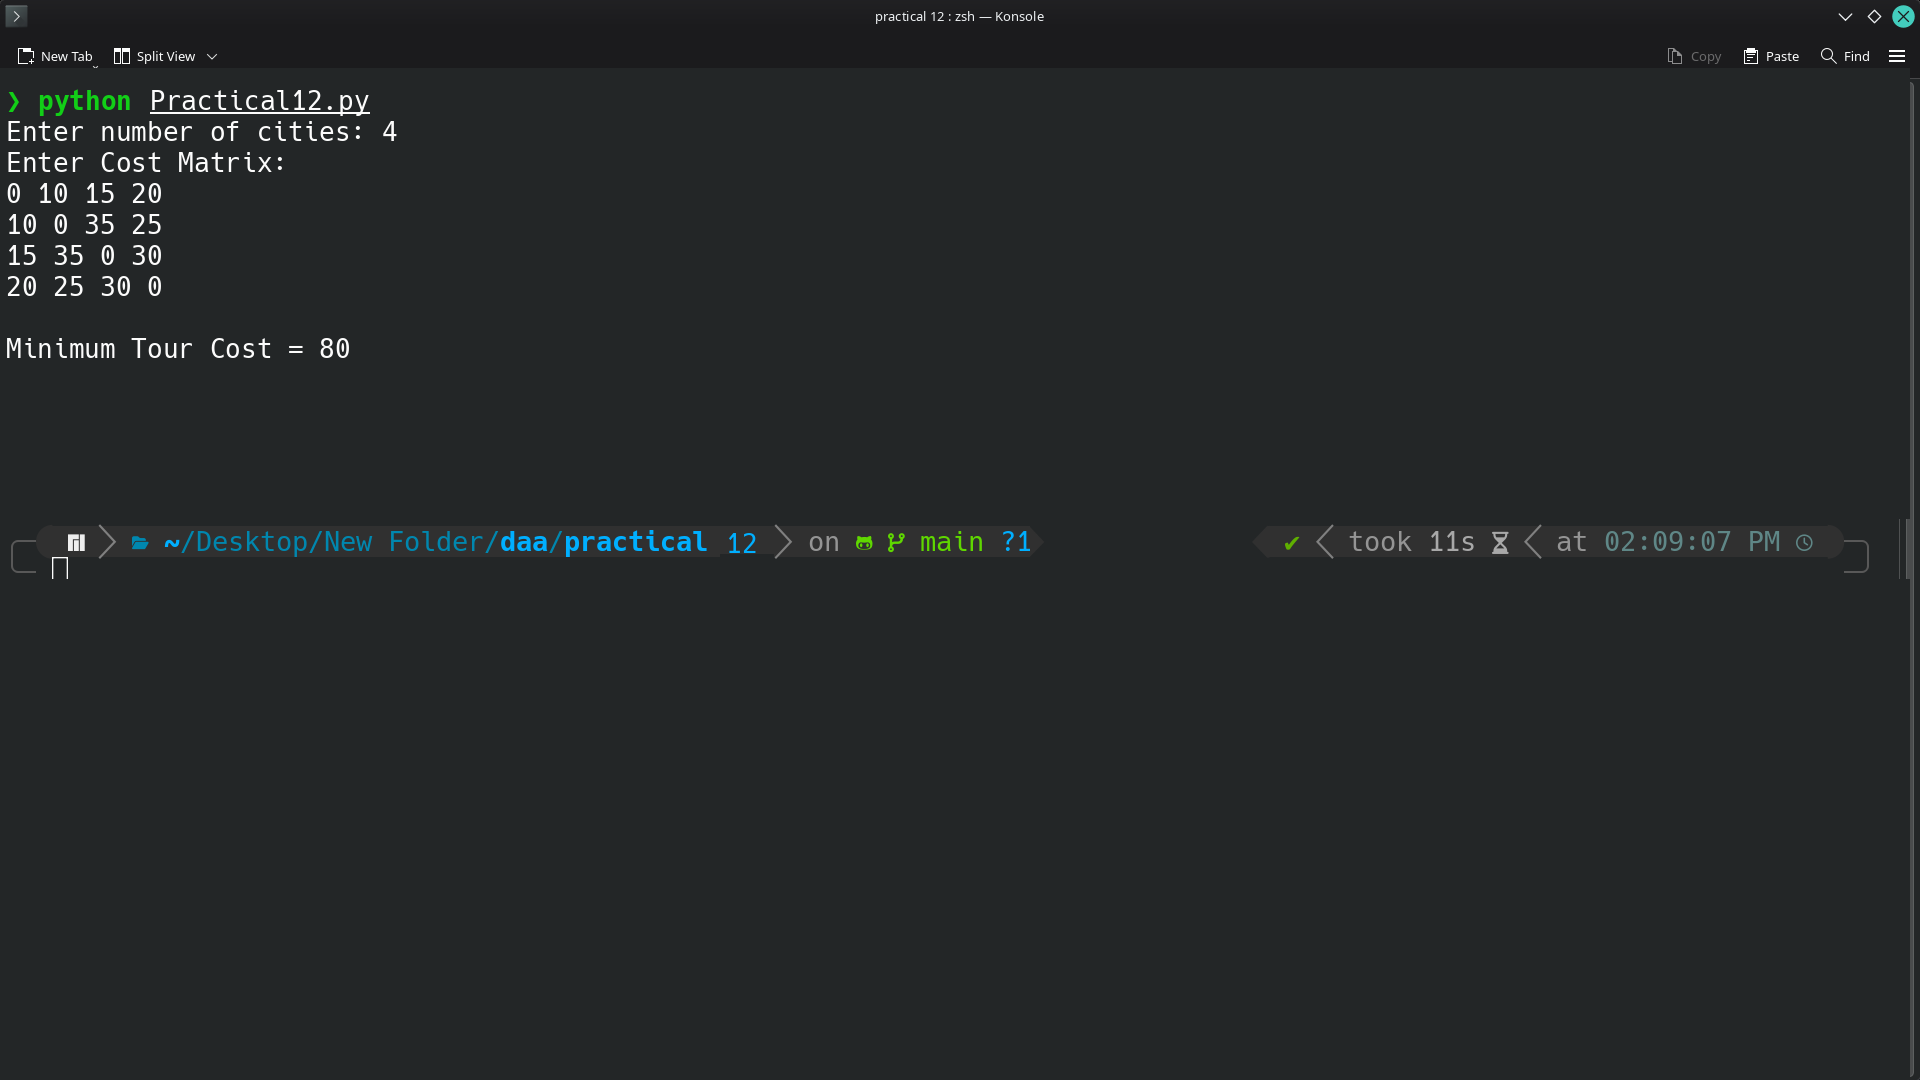 practical 12 : zsh — Konsole
New Tab Split View Copy Paste Find
❯ python Practical12.py
Enter number of cities: 4
Enter Cost Matrix:
0 10 15 20
10 0 35 25
15 35 0 30
20 25 30 0
Minimum Tour Cost = 80
~/Desktop/New Folder/daa/practical 12 on main ?1 ✔ took 11s at 02:09:07 PM